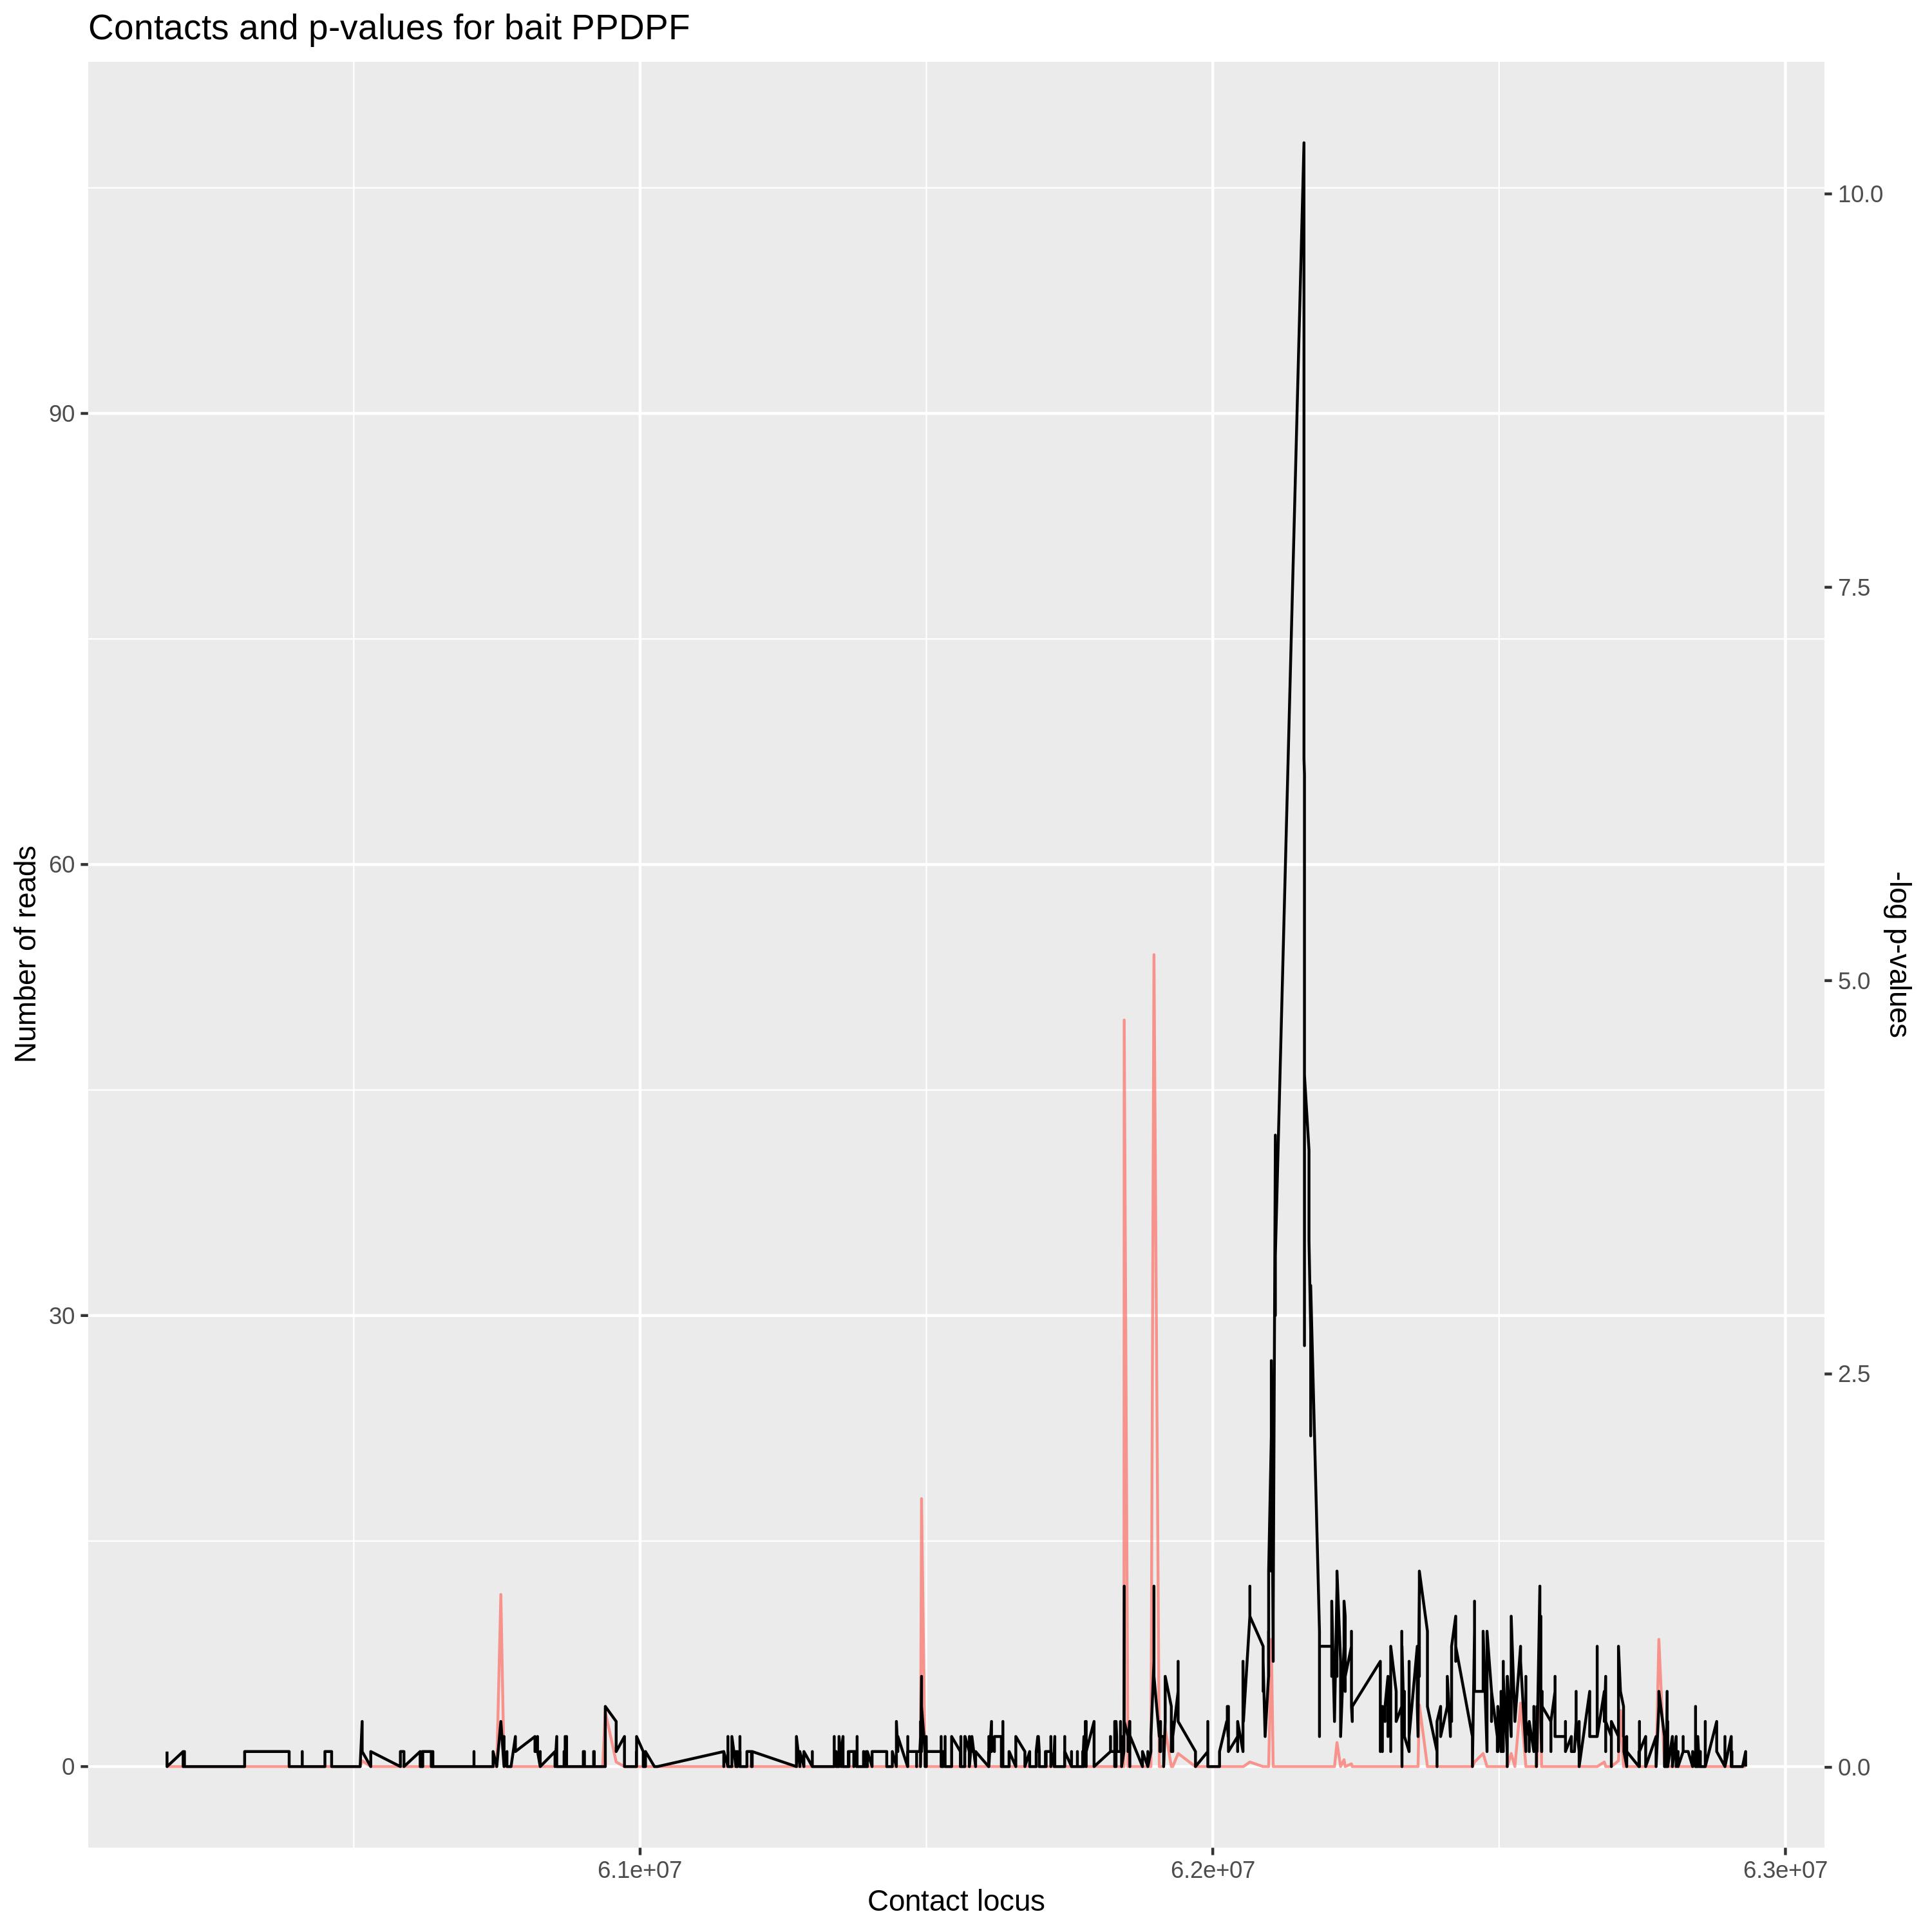 Contacts and p-values for bait PPDPF
Number of reads
90
60
30
0
10.0
7.5
5.0
2.5
0.0
-log p-values
6.1e+07
6.2e+07
6.3e+07
Contact locus